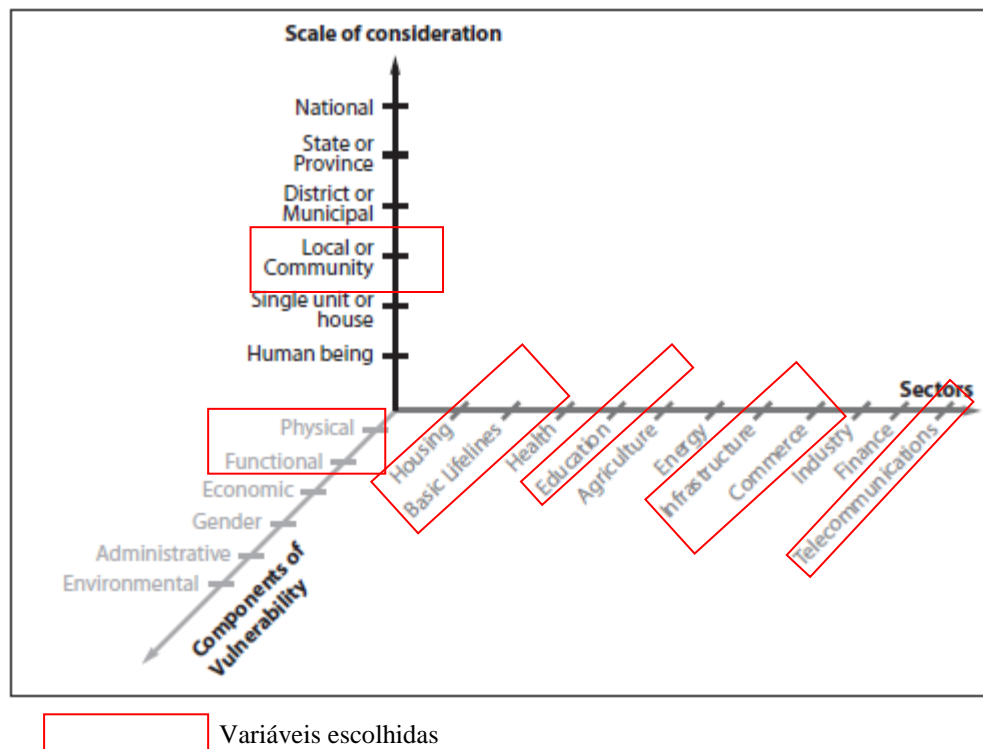 Scale of consideration
National
State or
Province
District or
Municipal
Local or
Community
Single unit or
house
Human being
Sectors
Housing
Basic Lifelines
Health
Education
Agriculture
Energy
Infrastructure
Commerce
Industry
Finance
Telecommunications
Physical
Functional
Economic
Gender
Administrative
Environmental
Components of
Vulnerability
Variáveis escolhidas